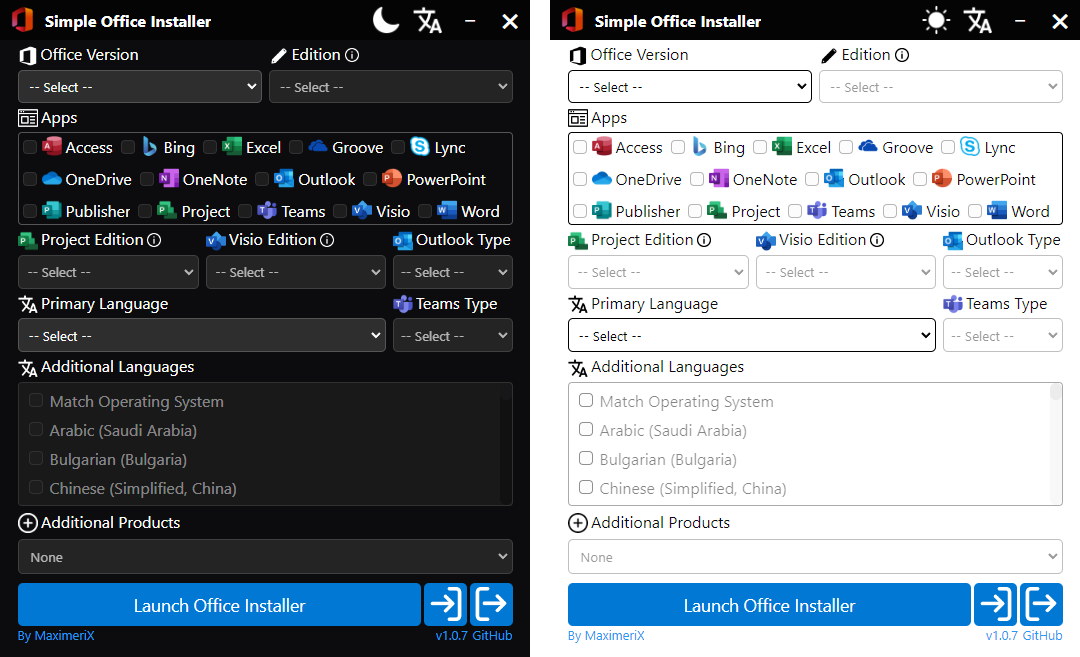 Simple Office Installer
Office Version Edition
-- Select -- -- Select --
Apps
Access Bing Excel Groove Lync
OneDrive OneNote Outlook PowerPoint
Publisher Project Teams Visio Word
Project Edition Visio Edition Outlook Type
-- Select -- -- Select -- -- Select --
Primary Language Teams Type
-- Select -- -- Select --
Additional Languages
Match Operating System
Arabic (Saudi Arabia)
Bulgarian (Bulgaria)
Chinese (Simplified, China)
Additional Products
None
Launch Office Installer
By MaximeriX v1.0.7 GitHub
Simple Office Installer
Office Version Edition
-- Select -- -- Select --
Apps
Access Bing Excel Groove Lync
OneDrive OneNote Outlook PowerPoint
Publisher Project Teams Visio Word
Project Edition Visio Edition Outlook Type
-- Select -- -- Select -- -- Select --
Primary Language Teams Type
-- Select -- -- Select --
Additional Languages
Match Operating System
Arabic (Saudi Arabia)
Bulgarian (Bulgaria)
Chinese (Simplified, China)
Additional Products
None
Launch Office Installer
By MaximeriX v1.0.7 GitHub